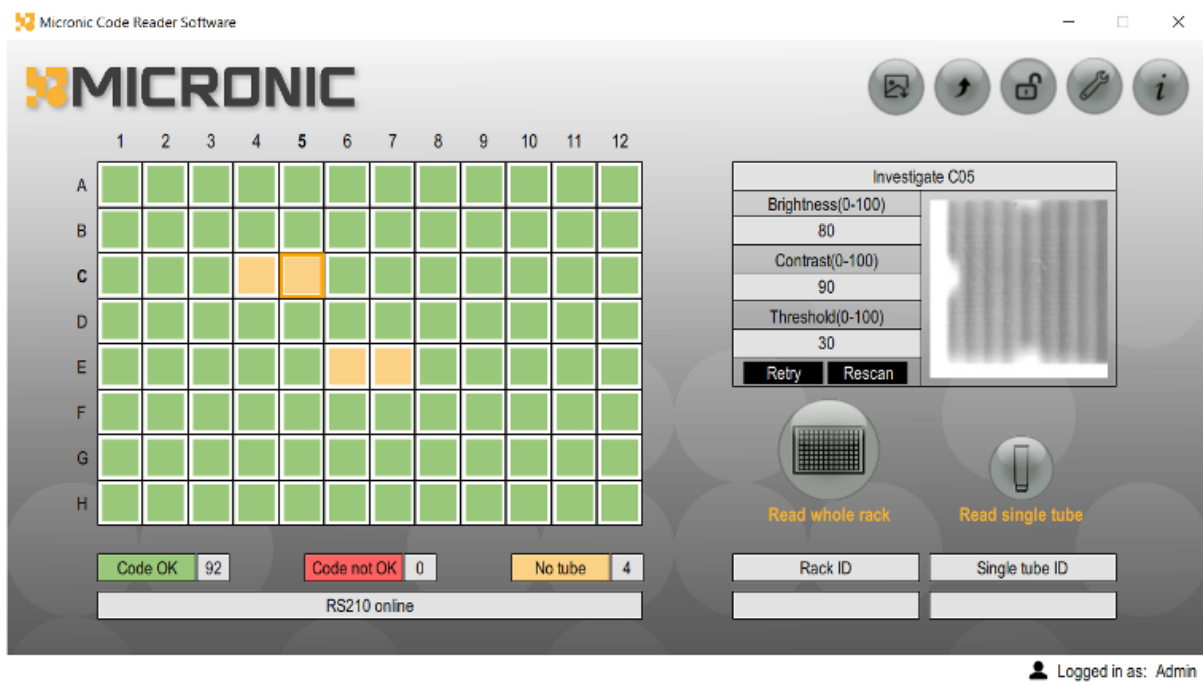 Micronic Code Reader Software
MICRONIC
1 2 3 4 5 6 7 8 9 10 11 12
A
B
C
D
E
F
G
H
Code OK 92 Code not OK 0 No tube 4
RS210 online
Investigate C05
Brightness(0-100)
80
Contrast(0-100)
90
Threshold(0-100)
30
Retry Rescan
Read whole rack Read single tube
Rack ID Single tube ID
i
Logged in as: Admin